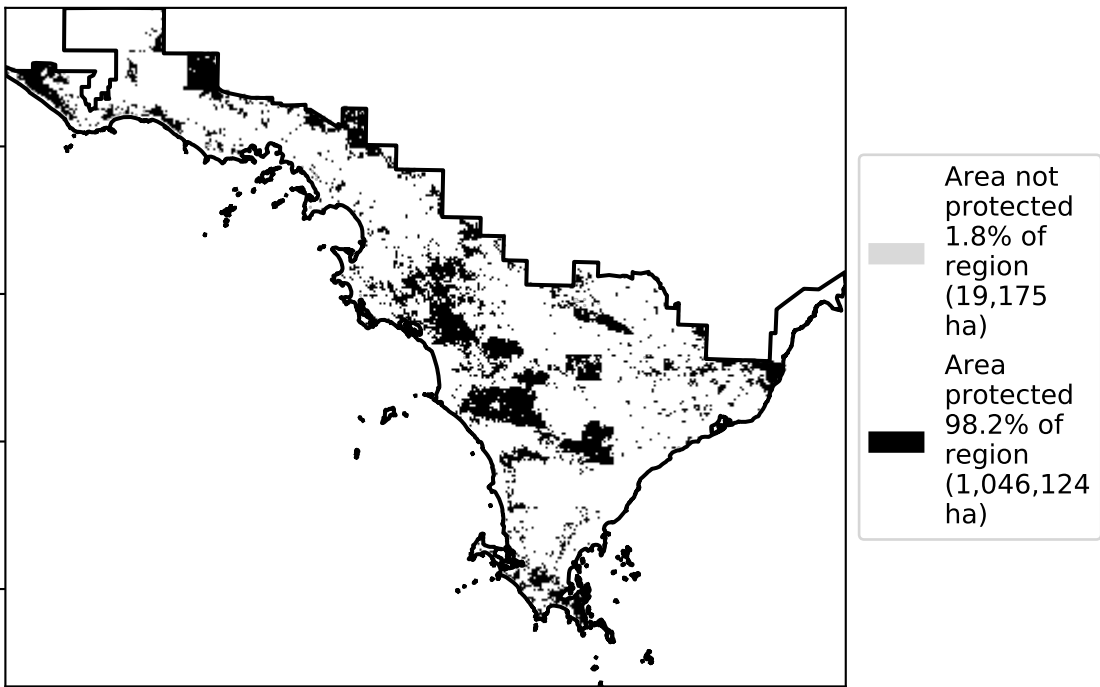 Area not
protected
1.8% of
region
(19,175
ha)
Area
protected
98.2% of
region
(1,046,124
ha)